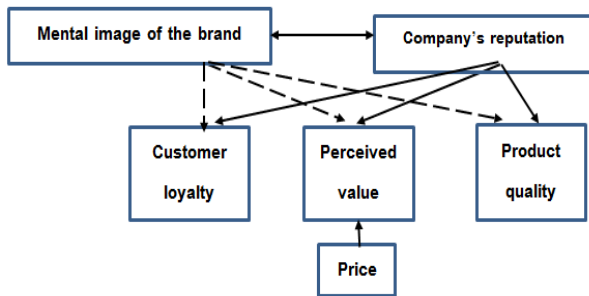 Mental image of the brand
Company's reputation
Customer
loyalty
Perceived
value
Product
quality
Price